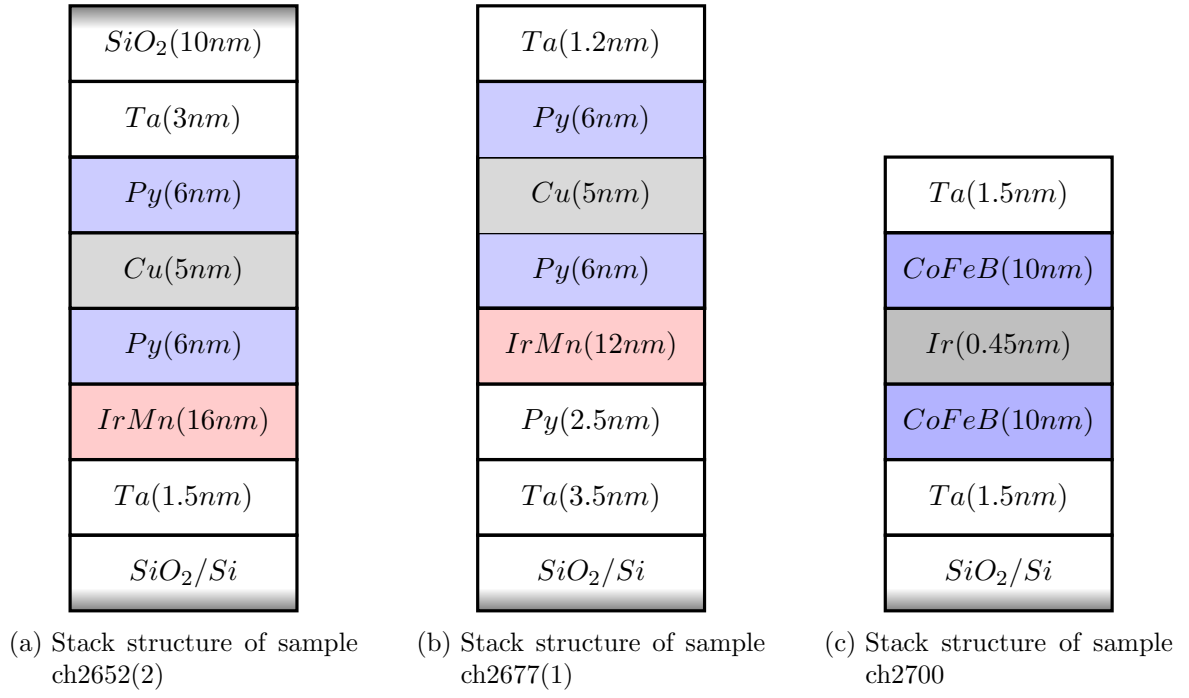 SiO₂(10nm)
Ta(3nm)
Py(6nm)
Cu(5nm)
Py(6nm)
IrMn(16nm)
Ta(1.5nm)
SiO₂/Si
(a) Stack structure of sample
ch2652(2)
Ta(1.2nm)
Py(6nm)
Cu(5nm)
Py(6nm)
IrMn(12nm)
Py(2.5nm)
Ta(3.5nm)
SiO₂/Si
(b) Stack structure of sample
ch2677(1)
Ta(1.5nm)
CoFeB(10nm)
Ir(0.45nm)
CoFeB(10nm)
Ta(1.5nm)
SiO₂/Si
(c) Stack structure of sample
ch2700